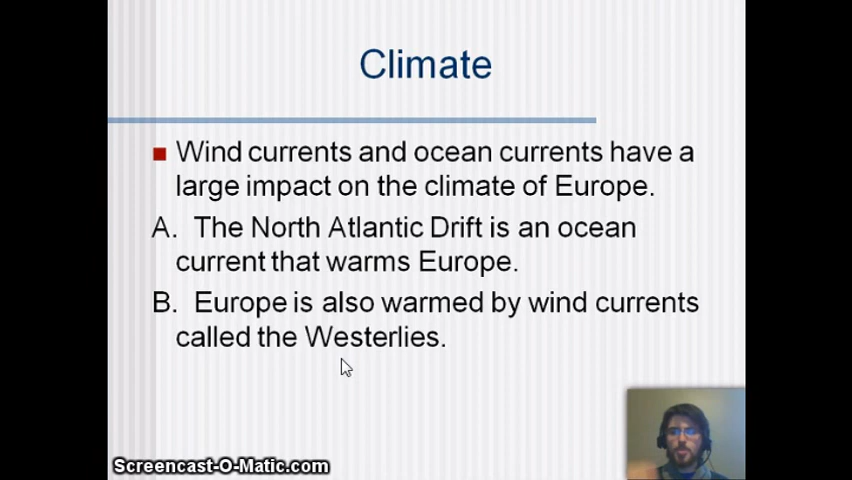 Climate
Wind currents and ocean currents have a
large impact on the climate of Europe.
A. The North Atlantic Drift is an ocean
current that warms Europe.
B. Europe is also warmed by wind currents
called the Westerlies.
Screencast-O-Matic.com